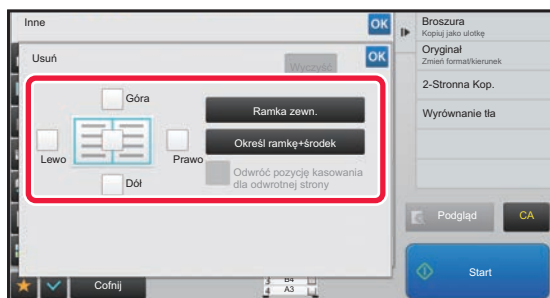 Inne
OK
Usuń
OK
Wyczyść
Góra
Lewo
Prawo
Dół
Ramka zewn.
Określ ramkę+środek
Odwróć pozycję kasowania
dla odwrotnej strony
Cofnij
B4
4
A3
Broszura
Kopiuj jako ulotkę
Oryginał
Zmień format/kierunek
2-Stronna Kop.
Wyrównanie tła
Podgląd
CA
Start